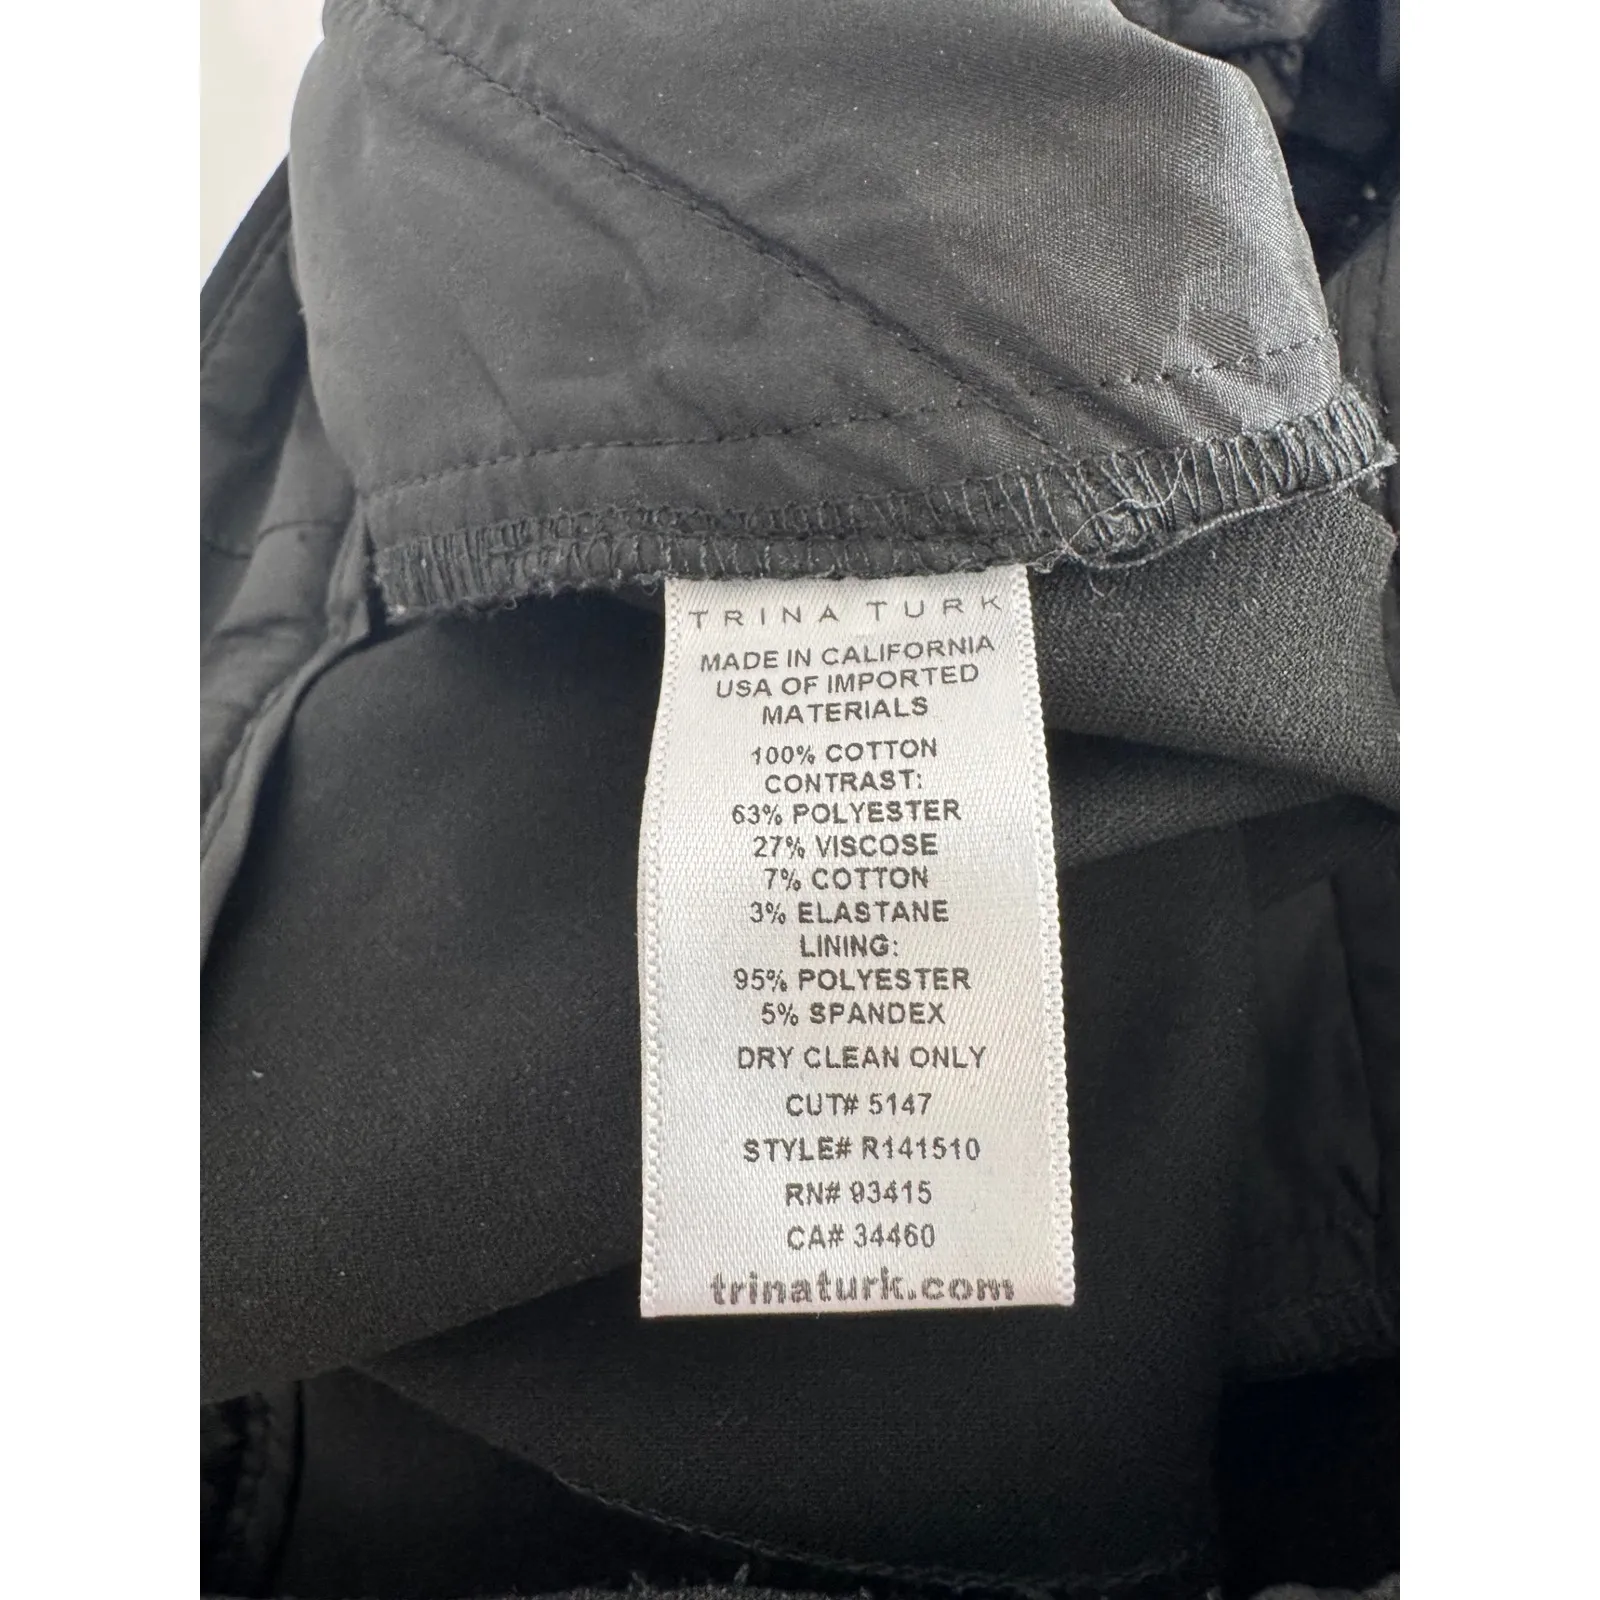 TRINA TURK
MADE IN CALIFORNIA
USA OF IMPORTED
MATERIALS
100% COTTON
CONTRAST:
63% POLYESTER
27% VISCOSE
7% COTTON
3% ELASTANE
LINING:
95% POLYESTER
5% SPANDEX
DRY CLEAN ONLY
CUT# 5147
STYLE# R141510
RN# 93415
CA# 34460
trinaturk.com